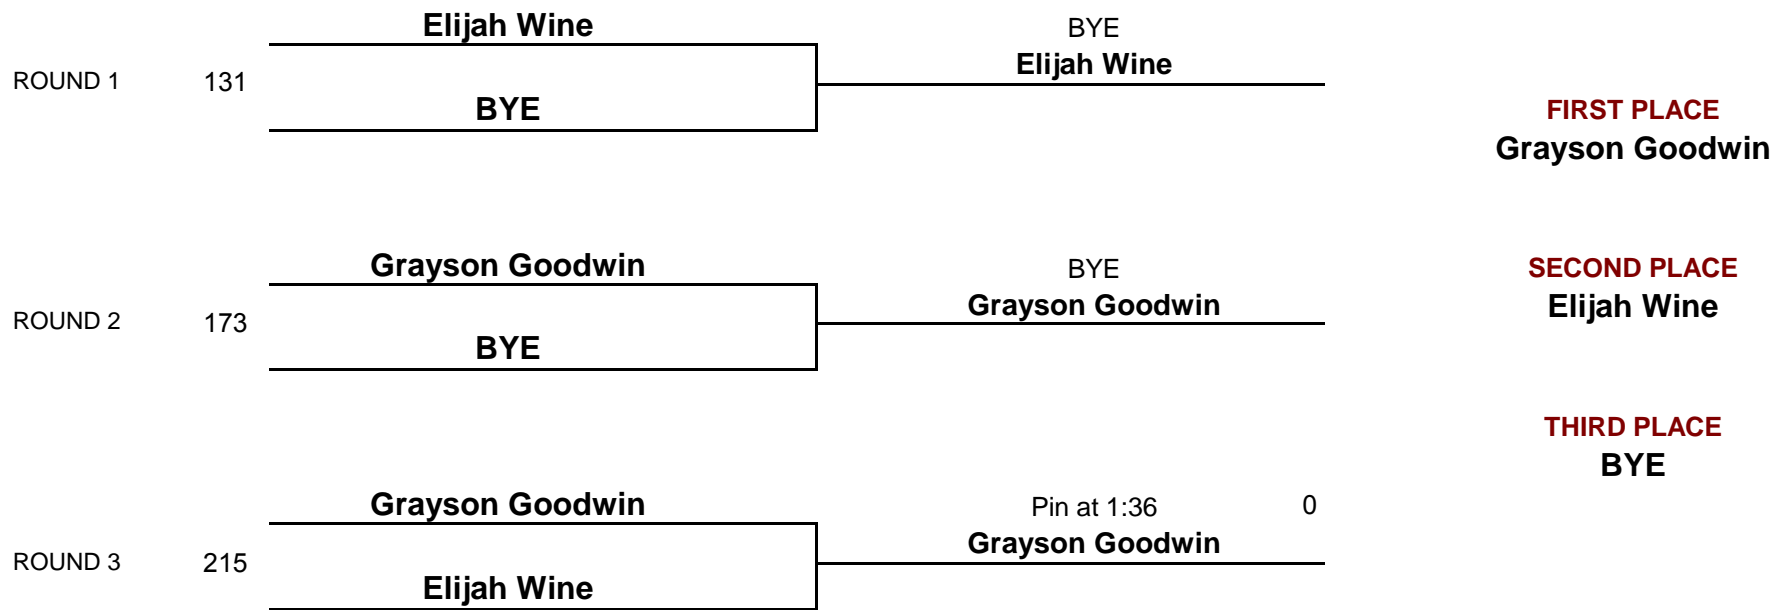 Elijah Wine
BYE
ROUND 1
131
Elijah Wine
BYE
FIRST PLACE
Grayson Goodwin
Grayson Goodwin
BYE
SECOND PLACE
ROUND 2
173
Grayson Goodwin
Elijah Wine
BYE
THIRD PLACE
BYE
Grayson Goodwin
Pin at 1:36
0
ROUND 3
215
Grayson Goodwin
Elijah Wine